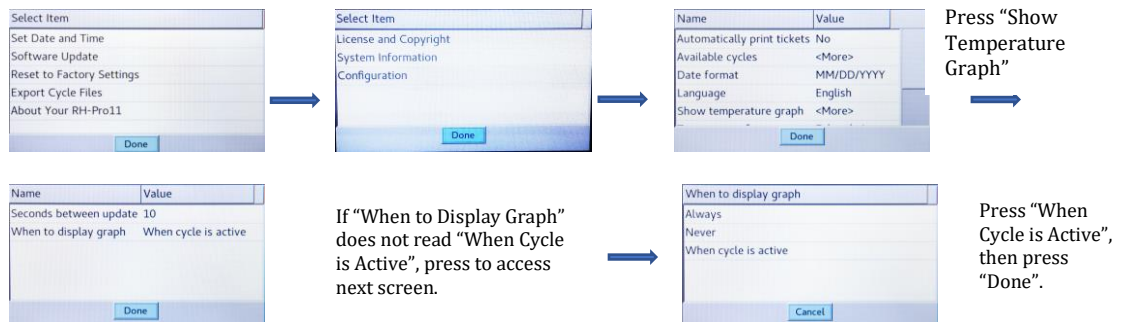 Select Item
Set Date and Time
Software Update
Reset to Factory Settings
Export Cycle Files
About Your RH-Pro11
Done
Select Item
License and Copyright
System Information
Configuration
Done
Name Value
Automatically print tickets No
Available cycles <More>
Date format MM/DD/YYYY
Language English
Show temperature graph <More>
Done
Press “Show
Temperature
Graph”
Name Value
Seconds between update 10
When to display graph When cycle is active
Done
If “When to Display Graph”
does not read “When Cycle
is Active”, press to access
next screen.
When to display graph
Always
Never
When cycle is active
Cancel
Press “When
Cycle is Active”,
then press
“Done”.